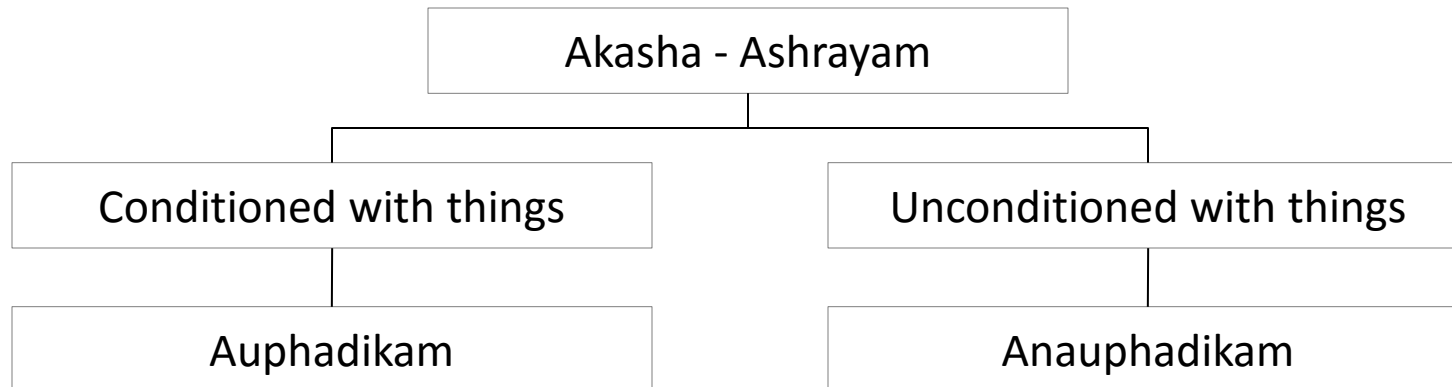 Akasha - Ashrayam
Conditioned with things
Unconditioned with things
Auphadikam
Anauphadikam